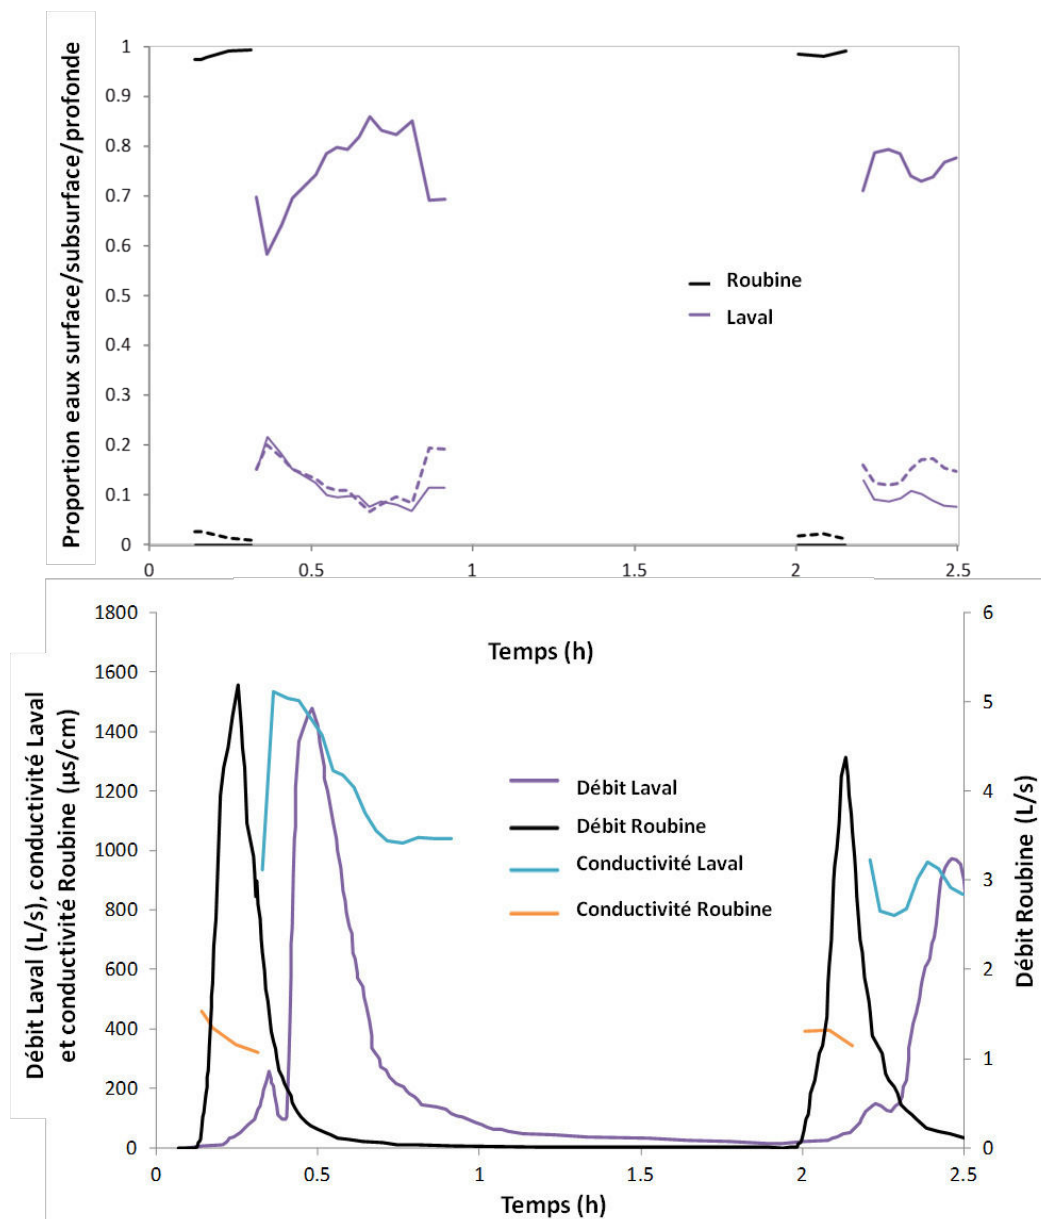 Proportion eaux surface/subsurface/profonde
1
0.9
0.8
0.7
0.6
0.5
0.4
0.3
0.2
0.1
0
Roubine
Laval
0 0.5 1 1.5 2 2.5
Débit Laval (L/s), conductivité Laval
et conductivité Roubine (µs/cm)
1800
1600
1400
1200
1000
800
600
400
200
0
Temps (h)
Débit Laval
Débit Roubine
Conductivité Laval
Conductivité Roubine
6
5
4
3
2
1
0
Débit Roubine (L/s)
0 0.5 1 1.5 2 2.5
Temps (h)